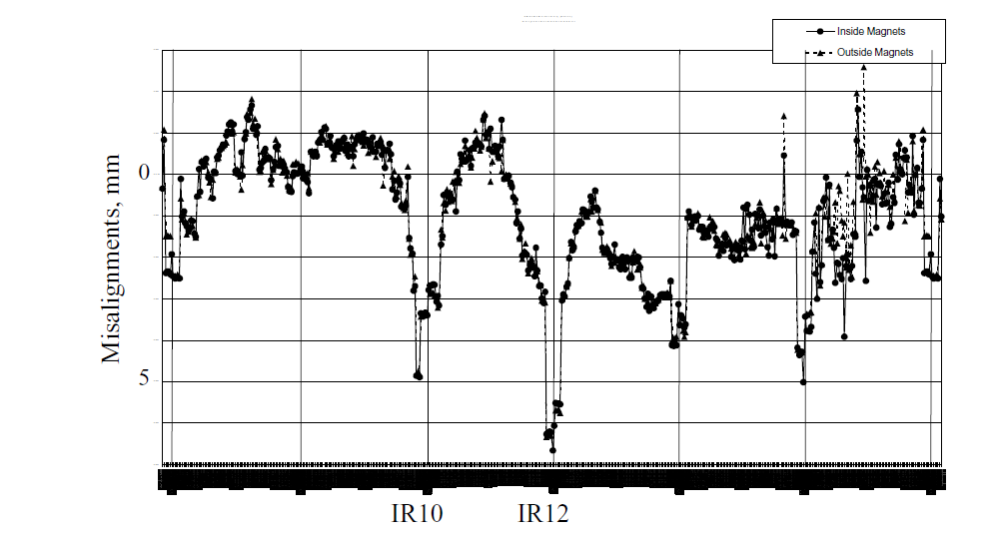 Inside Magnets
Outside Magnets
Misalignments, mm
0
5
IR10
IR12